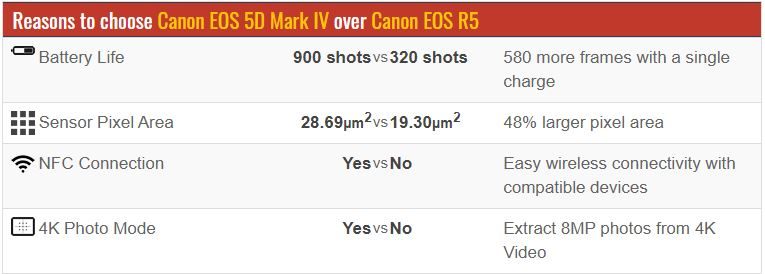 Reasons to choose Canon EOS 5D Mark IV over Canon EOS R5
Battery Life 900 shots vs 320 shots 580 more frames with a single
charge
Sensor Pixel Area 28.69µm² vs 19.30µm² 48% larger pixel area
NFC Connection Yes vs No Easy wireless connectivity with
compatible devices
4K Photo Mode Yes vs No Extract 8MP photos from 4K
Video